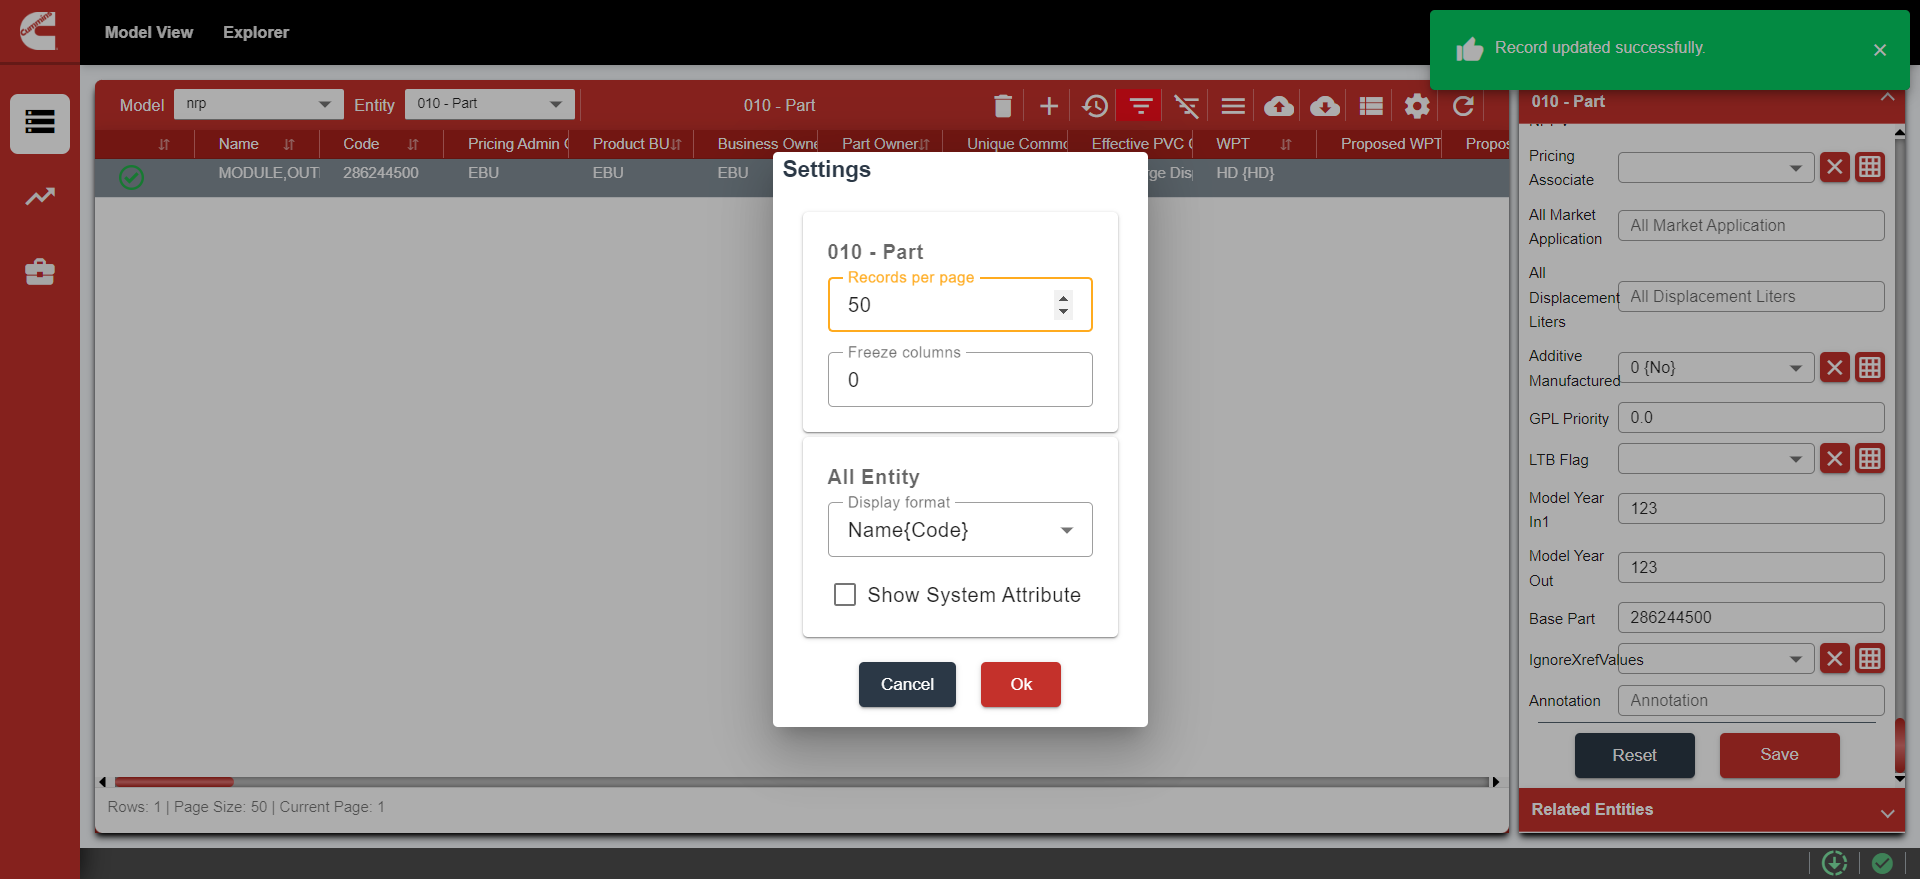 Cummins
Model View
Explorer
Record updated successfully.
Model
nrp
Entity
010 - Part
010 - Part
Name
Code
Pricing Admin
Product BU
Business Owne
Part Owner
Unique Commo
Effective PVC
WPT
Proposed WPT
Propos
MODULE,OUT
286244500
EBU
EBU
EBU
rge Dis
HD {HD}
Settings
010 - Part
Records per page
50
Freeze columns
0
All Entity
Display format
Name{Code}
Show System Attribute
Cancel
Ok
Rows: 1 | Page Size: 50 | Current Page: 1
010 - Part
Pricing
Associate
All Market
Application
All Market Application
All
Displacement
Liters
All Displacement Liters
Additive
Manufactured
0 {No}
GPL Priority
0.0
LTB Flag
Model Year
In1
123
Model Year
Out
123
Base Part
286244500
IgnoreXrefValues
Annotation
Annotation
Reset
Save
Related Entities